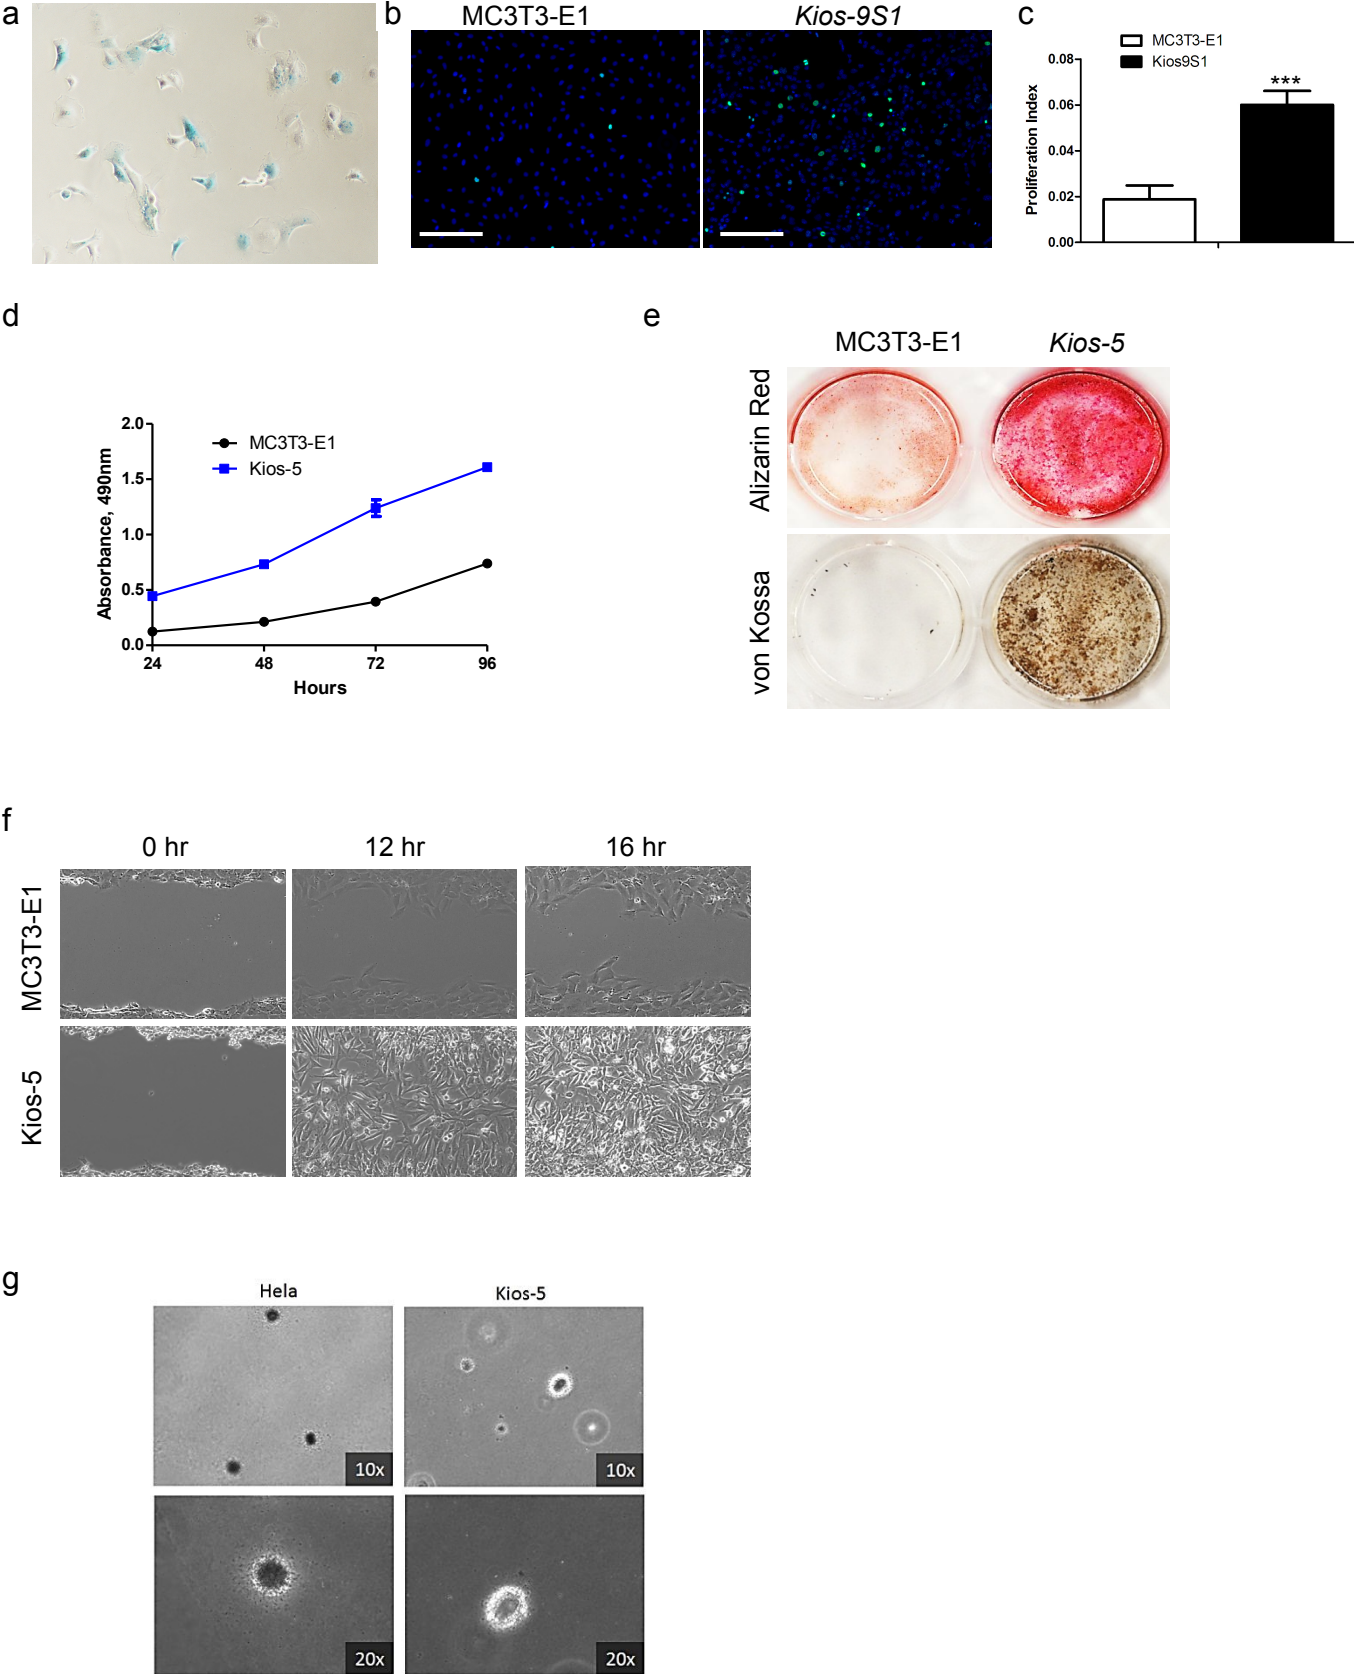 a
b
MC3T3-E1
Kios-9S1
c
MC3T3-E1
Kios9S1
***
Proliferation Index
0.08
0.06
0.04
0.02
0.00
d
MC3T3-E1
Kios-5
Absorbance, 490nm
2.0
1.5
1.0
0.5
0.0
24
48
72
96
Hours
e
MC3T3-E1
Kios-5
Alizarin Red
von Kossa
f
0 hr
12 hr
16 hr
MC3T3-E1
Kios-5
g
Hela
Kios-5
10x
10x
20x
20x